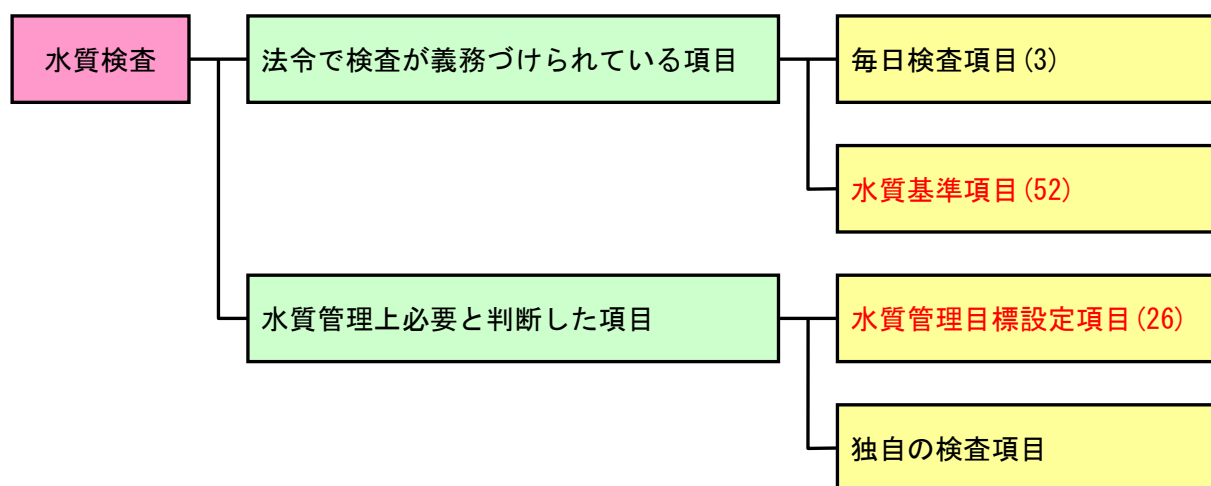 水質検査
法令で検査が義務づけられている項目
毎日検査項目(3)
水質基準項目(52)
水質管理上必要と判断した項目
水質管理目標設定項目(26)
独自の検査項目